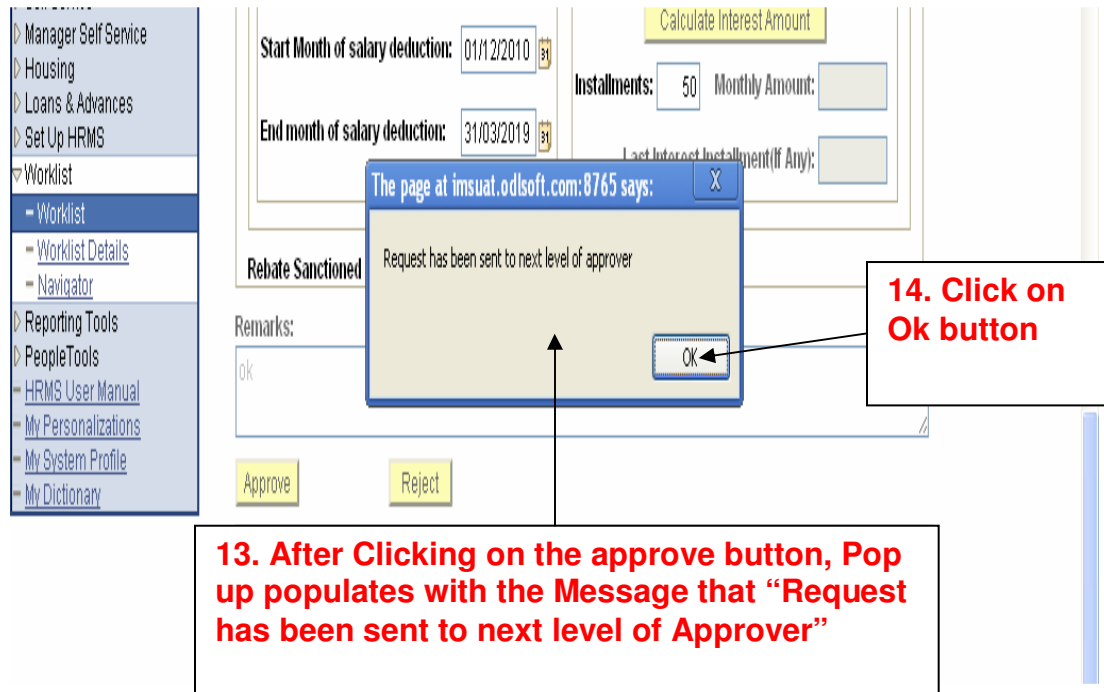 Manager Self Service
Housing
Loans & Advances
Set Up HRMS
Worklist
Worklist
Worklist Details
Navigator
Reporting Tools
PeopleTools
HRMS User Manual
My Personalizations
My System Profile
My Dictionary
Calculate Interest Amount
Start Month of salary deduction: 01/12/2010 31
Installments: 50 Monthly Amount:
End month of salary deduction: 31/03/2019 31
Last Interest Installment(If Any):
The page at imsuat.odlsoft.com:8765 says: X
Request has been sent to next level of approver
OK
Rebate Sanctioned
Remarks:
ok
Approve Reject
14. Click on
Ok button
13. After Clicking on the approve button, Pop
up populates with the Message that “Request
has been sent to next level of Approver”